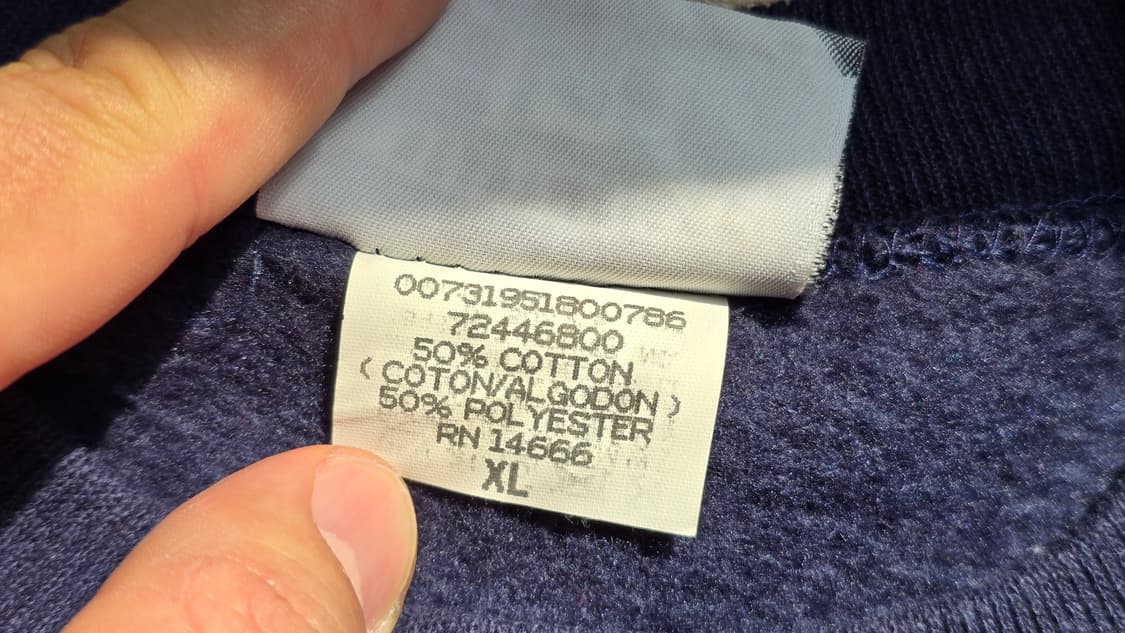 00731951800786
72446800
50% COTTON
(COTON/ALGODON)
50% POLYESTER
RN 14666
XL